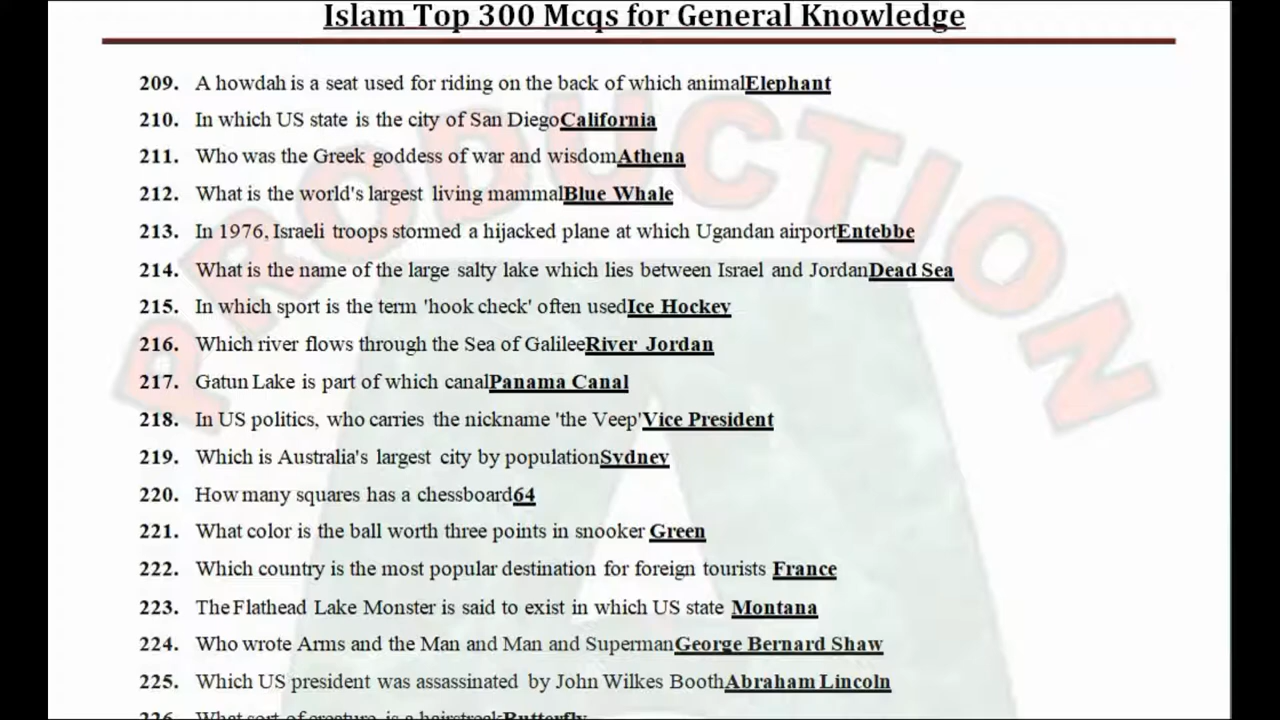 Islam Top 300 Mcqs for General Knowledge
209. A howdah is a seat used for riding on the back of which animalElephant
210. In which US state is the city of San DiegoCalifornia
211. Who was the Greek goddess of war and wisdomAthena
212. What is the world's largest living mammalBlue Whale
213. In 1976, Israeli troops stormed a hijacked plane at which Ugandan airportEntebbe
214. What is the name of the large salty lake which lies between Israel and JordanDead Sea
215. In which sport is the term 'hook check' often usedIce Hockey
216. Which river flows through the Sea of GalileeRiver Jordan
217. Gatun Lake is part of which canalPanama Canal
218. In US politics, who carries the nickname 'the Veep'Vice President
219. Which is Australia's largest city by populationSydney
220. How many squares has a chessboard64
221. What color is the ball worth three points in snooker Green
222. Which country is the most popular destination for foreign tourists France
223. The Flathead Lake Monster is said to exist in which US state Montana
224. Who wrote Arms and the Man and Man and SupermanGeorge Bernard Shaw
225. Which US president was assassinated by John Wilkes BoothAbraham Lincoln
226. What sort of creature is a hairstreakButterfly
PRODUCTION